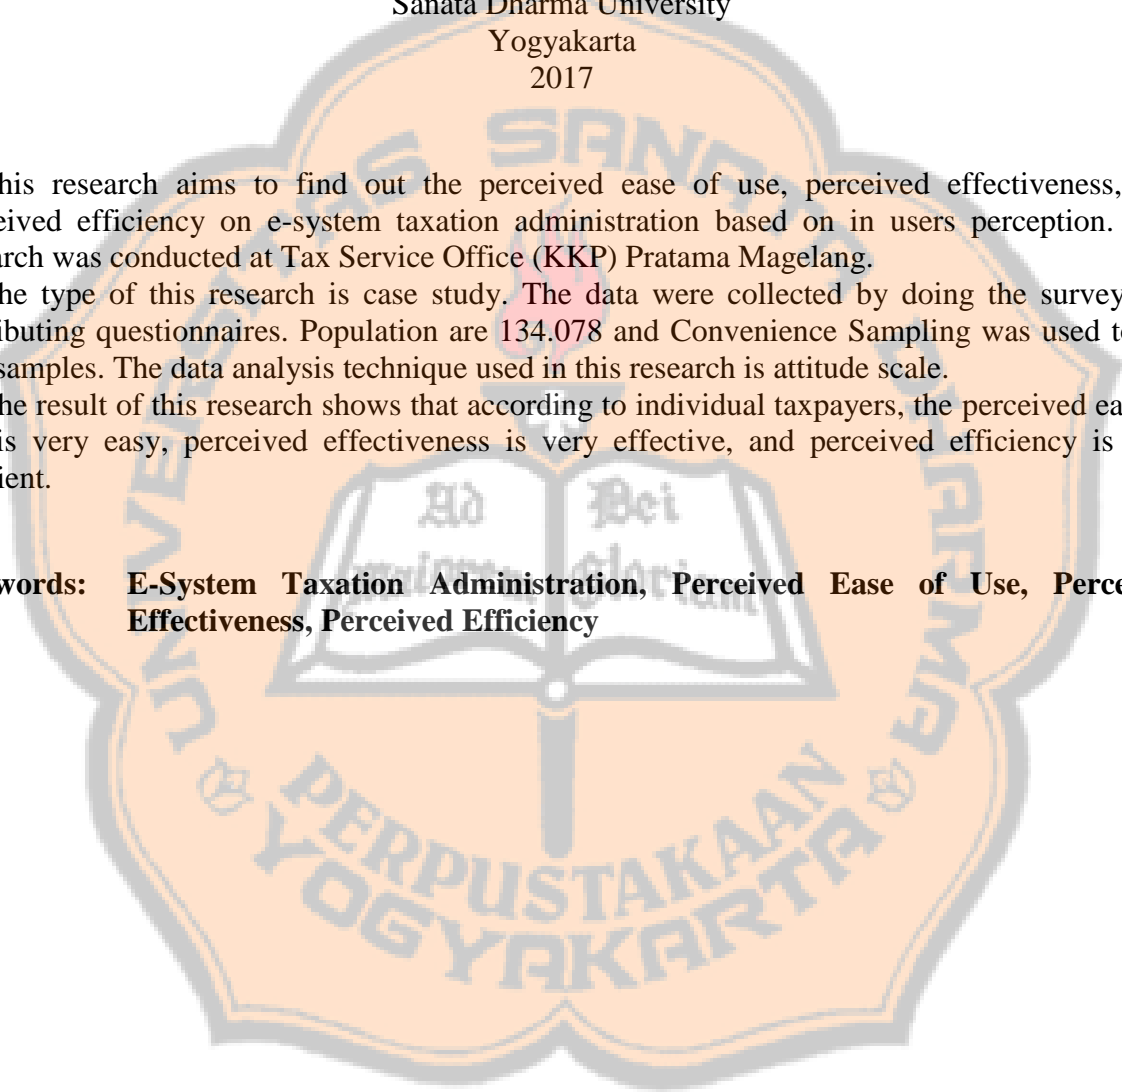 Sanata Dharma University
Yogyakarta
2017
his research aims to find out the perceived ease of use, perceived effectiveness,
eived efficiency on e-system taxation administration based on in users perception.
arch was conducted at Tax Service Office (KKP) Pratama Magelang.
he type of this research is case study. The data were collected by doing the survey
ibuting questionnaires. Population are 134.078 and Convenience Sampling was used to
samples. The data analysis technique used in this research is attitude scale.
he result of this research shows that according to individual taxpayers, the perceived ea
is very easy, perceived effectiveness is very effective, and perceived efficiency is
ient.
words: E-System Taxation Administration, Perceived Ease of Use, Perce
Effectiveness, Perceived Efficiency
UNIVERSITAS SANATA DHARMA
Ad Dei
maiorem Gloriam
PERPUSTAKAAN
YOGYAKARTA